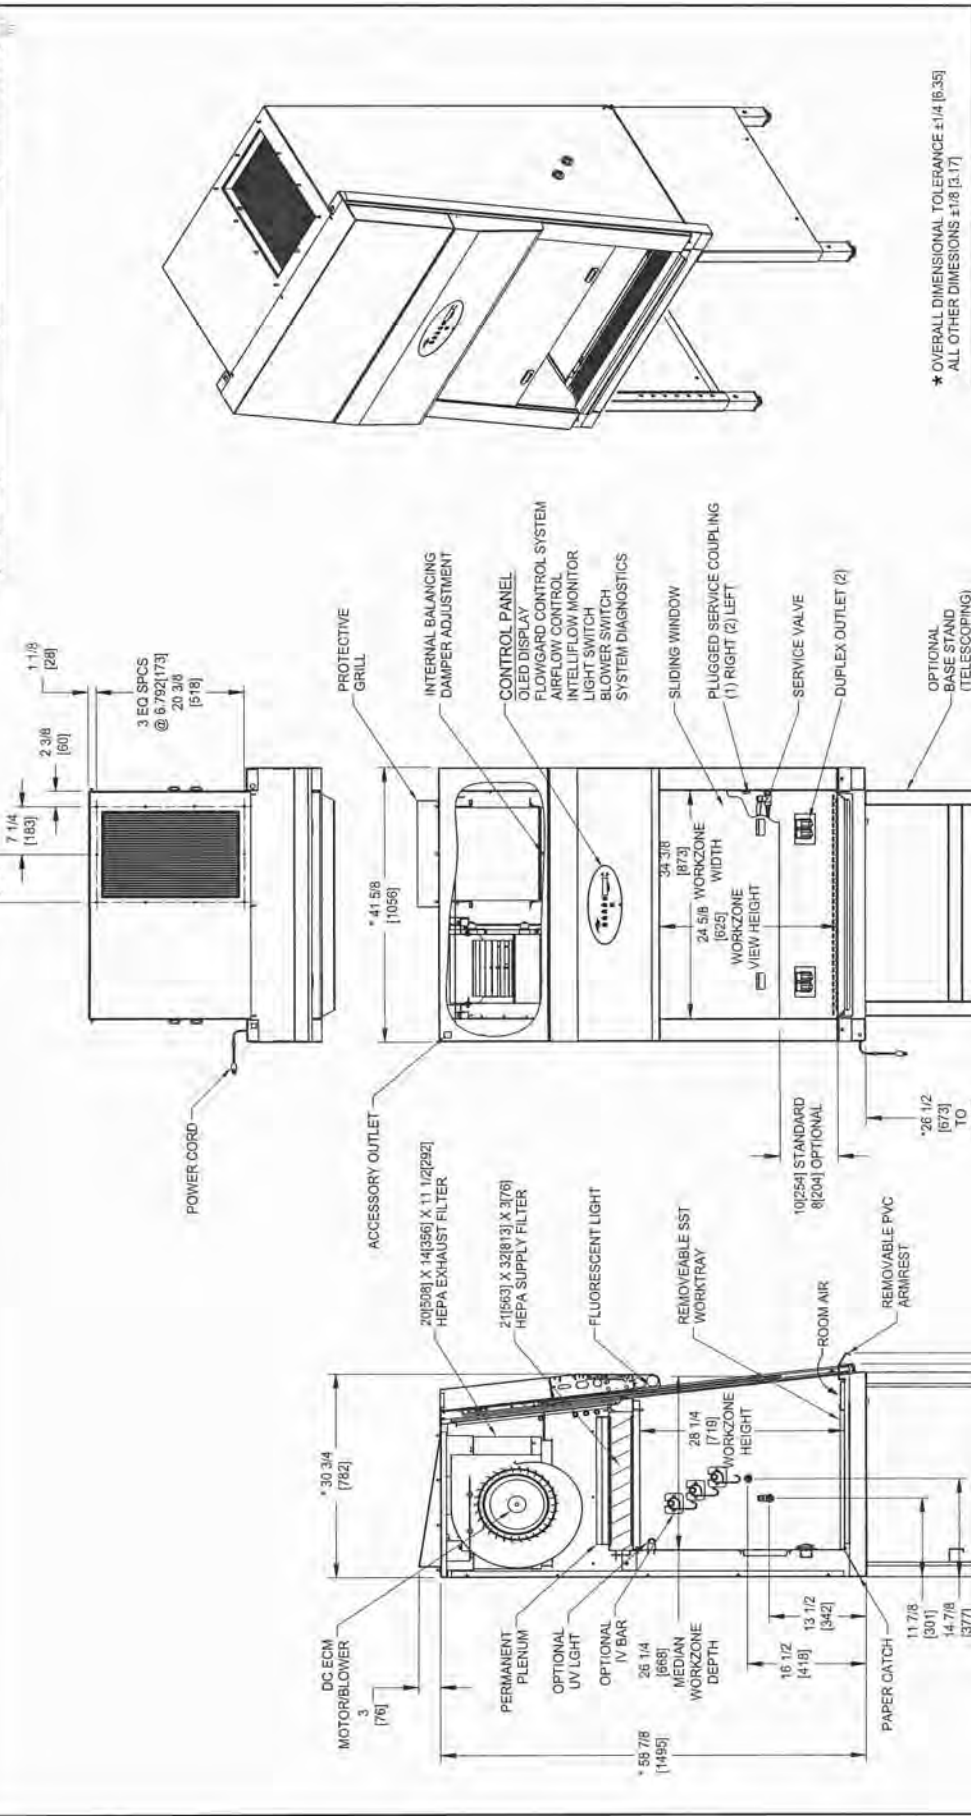 1 1/8
[28]
2 3/8
[60]
7 1/4
[183]
3 EQ SPCS
@ 6.792[173]
20 3/8
[518]
POWER CORD
* OVERALL DIMENSIONAL TOLERANCE ±1/4 [6.35]
ALL OTHER DIMESIONS ±1/8 [3.17]
PROTECTIVE
GRILL
INTERNAL BALANCING
DAMPER ADJUSTMENT
CONTROL PANEL
OLED DISPLAY
FLOWGARD CONTROL SYSTEM
AIRFLOW CONTROL
INTELLIFLOW MONITOR
LIGHT SWITCH
BLOWER SWITCH
SYSTEM DIAGNOSTICS
SLIDING WINDOW
PLUGGED SERVICE COUPLING
(1) RIGHT (2) LEFT
SERVICE VALVE
DUPLEX OUTLET (2)
OPTIONAL
BASE STAND
(TELESCOPING)
* 41 5/8
[1056]
ACCESSORY OUTLET
34 3/8
[873]
WORKZONE
WIDTH
24 5/8
[625]
WORKZONE
VIEW HEIGHT
10[254] STANDARD
8[204] OPTIONAL
*26 1/2
[673]
TO
20[508] X 14[356] X 11 1/2[292]
HEPA EXHAUST FILTER
21[563] X 32[813] X 3[76]
HEPA SUPPLY FILTER
FLUORESCENT LIGHT
REMOVEABLE SST
WORKTRAY
ROOM AIR
REMOVABLE PVC
ARMREST
* 30 3/4
[782]
28 1/4
[719]
WORKZONE
HEIGHT
DC ECM
MOTOR/BLOWER
3
[76]
PERMANENT
PLENUM
OPTIONAL
UV LGHT
OPTIONAL
IV BAR
26 1/4
[668]
MEDIAN
WORKZONE
DEPTH
* 58 7/8
[1495]
16 1/2
[418]
13 1/2
[342]
PAPER CATCH
11 7/8
[301]
14 7/8
[377]